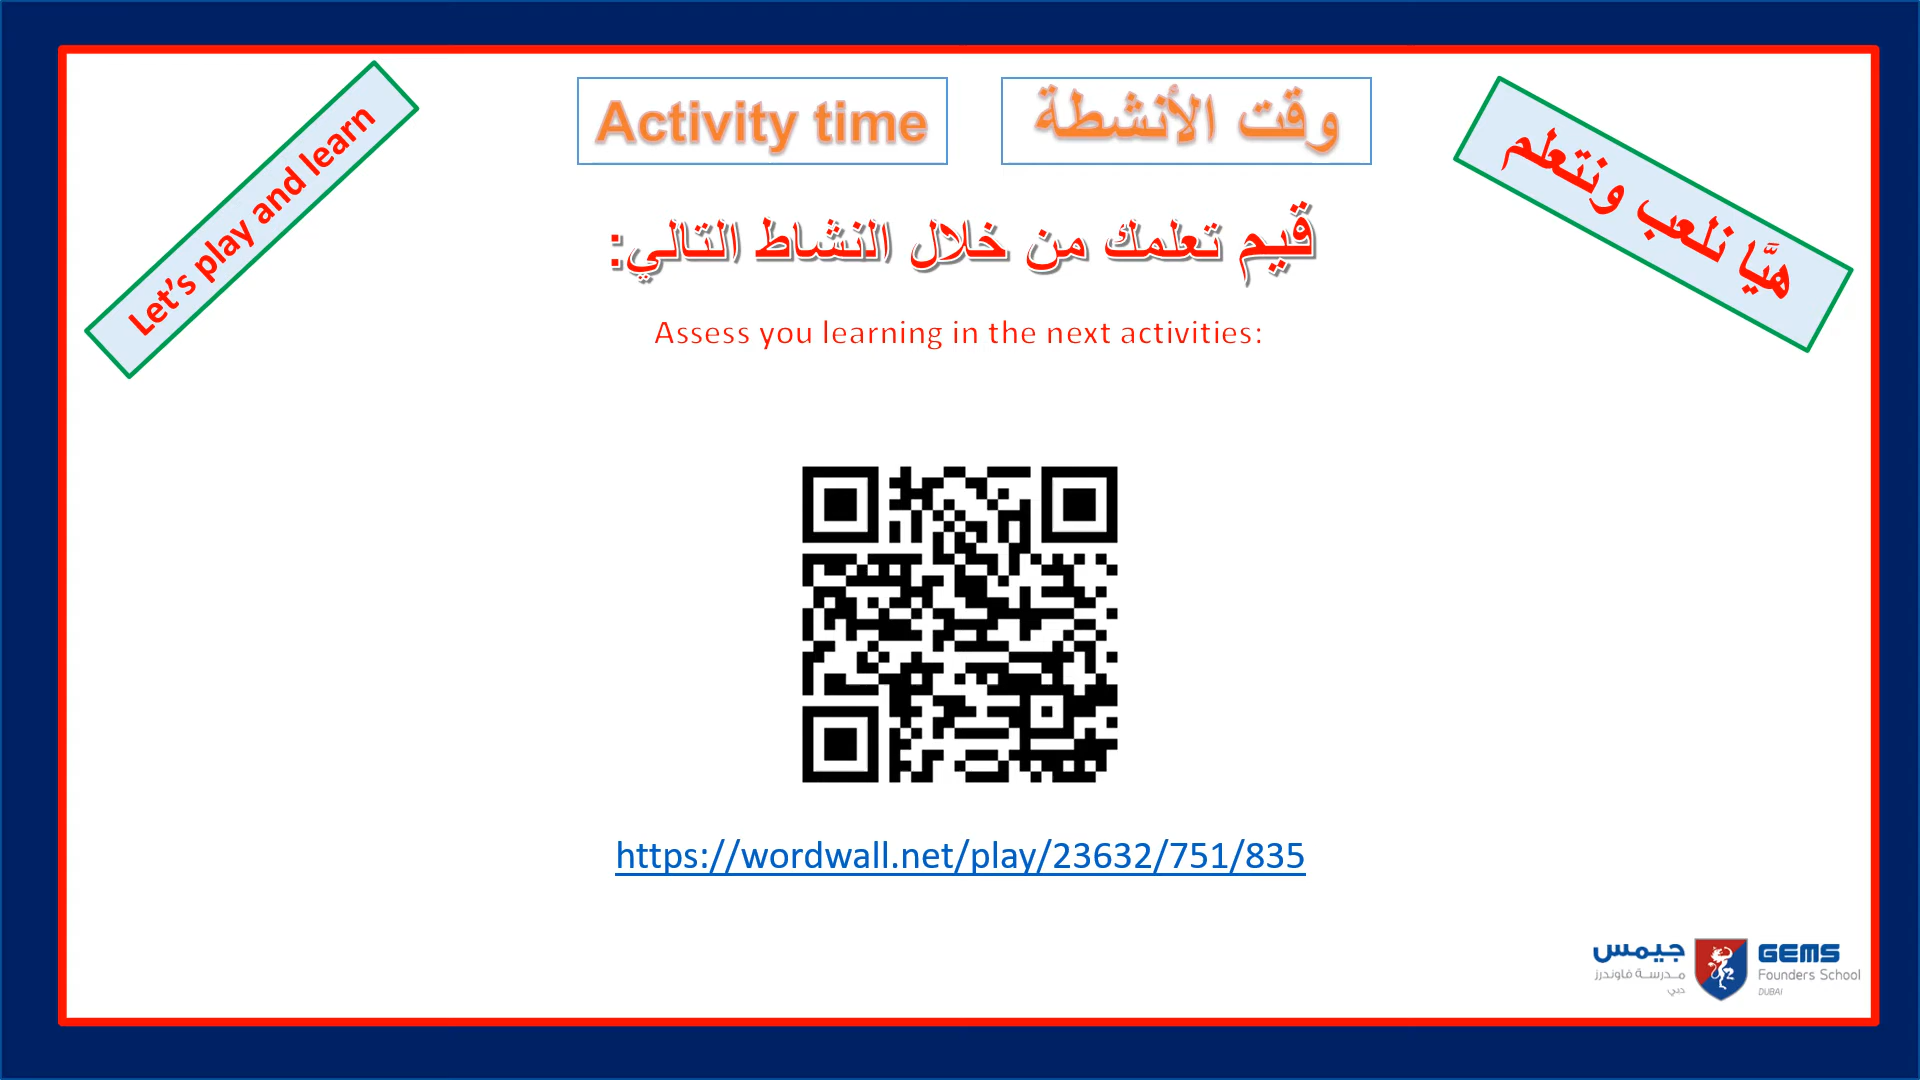 Let's play and learn
Activity time
وقت الأنشطة
هيَّا نلعب ونتعلم
قيم تعلمك من خلال النشاط التالي:
Assess you learning in the next activities:
https://wordwall.net/play/23632/751/835
جيمس
مدرسة فاوندرز
دبي
GEMS
Founders School
DUBAI